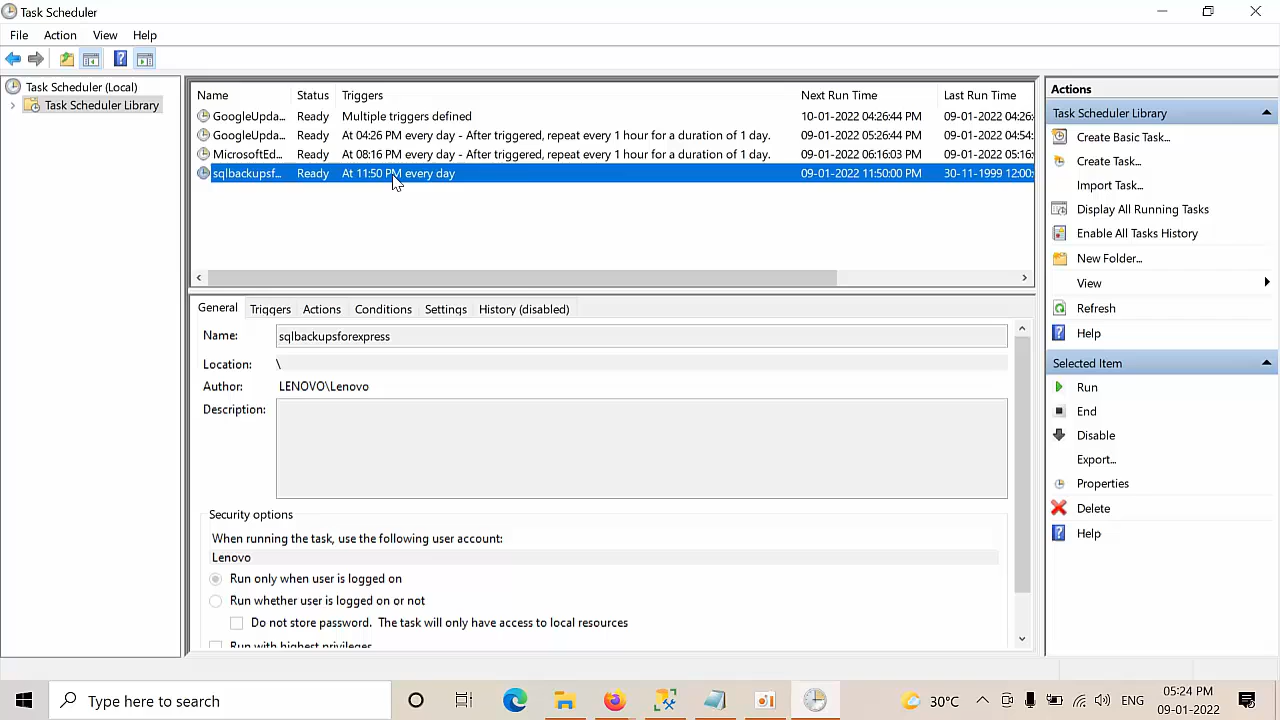 Task Scheduler
File Action View Help
Task Scheduler (Local)
Task Scheduler Library
Name Status Triggers Next Run Time Last Run Time
GoogleUpda... Ready Multiple triggers defined 10-01-2022 04:26:44 PM 09-01-2022 04:26:
GoogleUpda... Ready At 04:26 PM every day - After triggered, repeat every 1 hour for a duration of 1 day. 09-01-2022 05:26:44 PM 09-01-2022 04:54:
MicrosoftEd... Ready At 08:16 PM every day - After triggered, repeat every 1 hour for a duration of 1 day. 09-01-2022 06:16:03 PM 09-01-2022 05:16:
sqlbackupsf... Ready At 11:50 PM every day 09-01-2022 11:50:00 PM 30-11-1999 12:00:
General Triggers Actions Conditions Settings History (disabled)
Name: sqlbackupsforexpress
Location: \
Author: LENOVO\Lenovo
Description:
Security options
When running the task, use the following user account:
Lenovo
Run only when user is logged on
Run whether user is logged on or not
Do not store password. The task will only have access to local resources
Run with highest privileges
Actions
Task Scheduler Library
Create Basic Task...
Create Task...
Import Task...
Display All Running Tasks
Enable All Tasks History
New Folder...
View
Refresh
Help
Selected Item
Run
End
Disable
Export...
Properties
Delete
Help
Type here to search
30°C
ENG
05:24 PM
09-01-2022